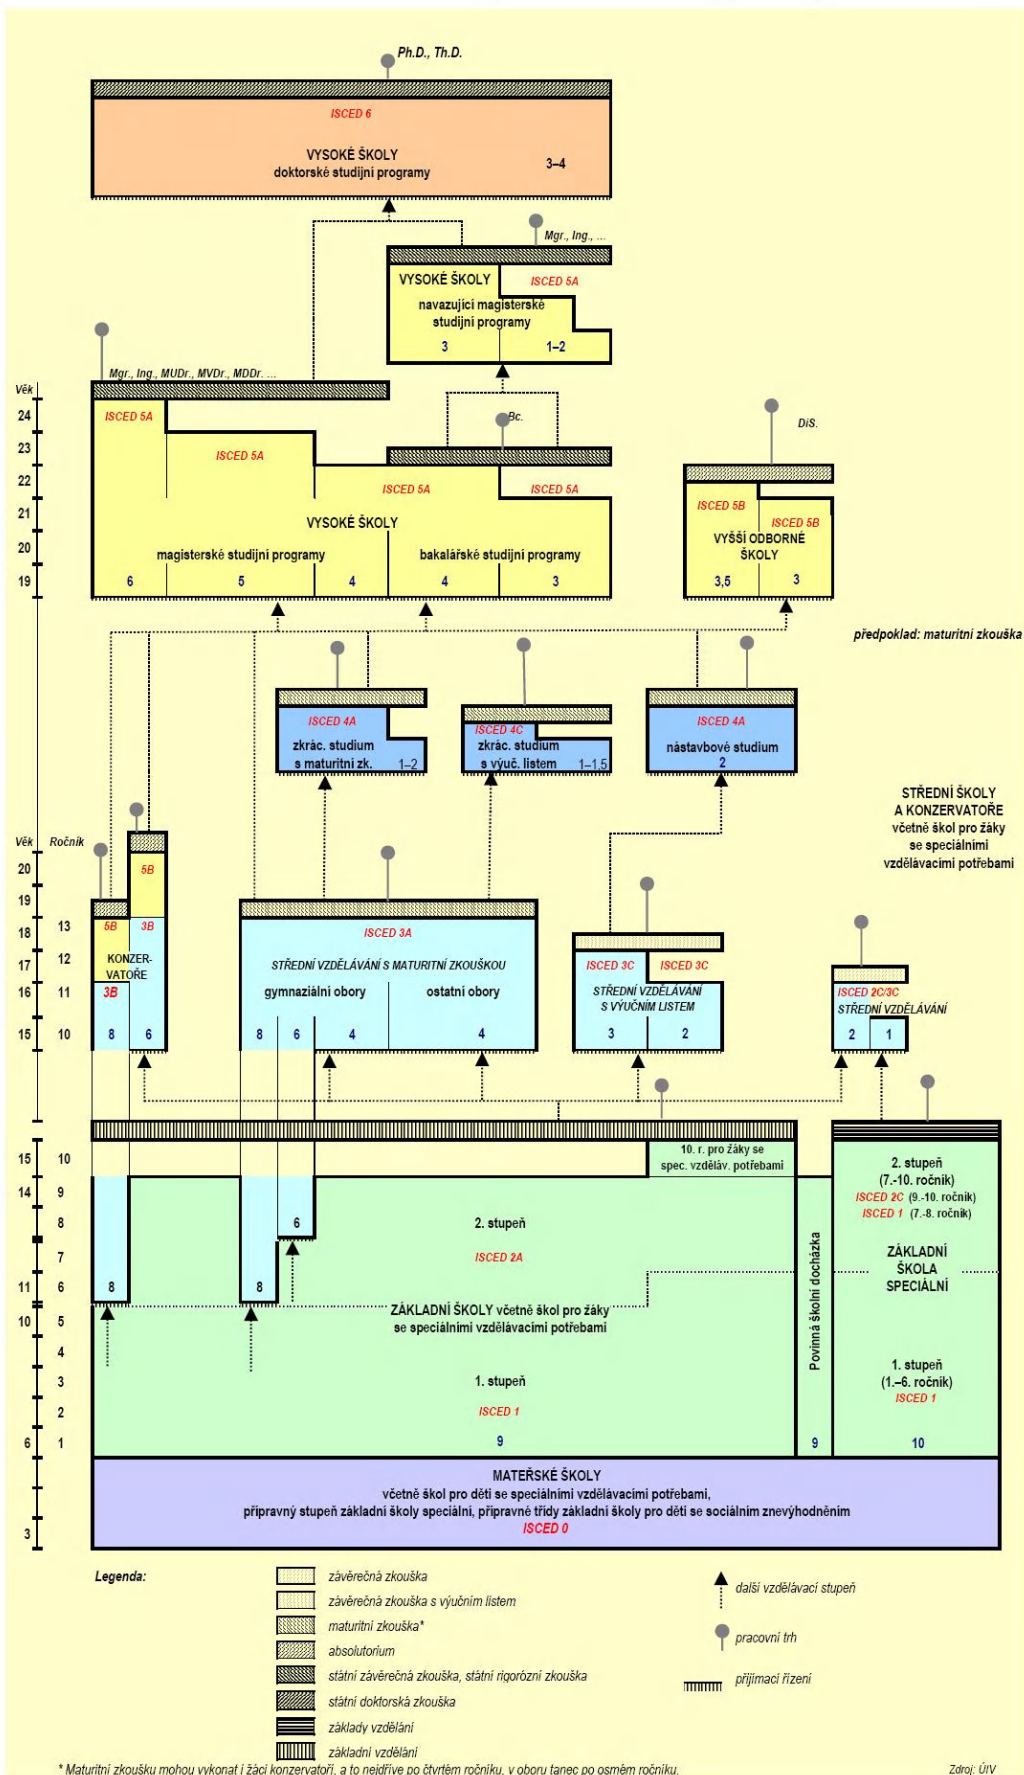 Ph.D., Th.D.
ISCED 6
VYSOKÉ ŠKOLY
doktorské studijní programy
3–4
Mgr., Ing., ...
VYSOKÉ ŠKOLY
ISCED 5A
navazující magisterské
studijní programy
3
1–2
Mgr., Ing., MUDr., MVDr., MDDr. ...
Věk
24
ISCED 5A
Bc.
DiS.
23
ISCED 5A
22
ISCED 5A
ISCED 5A
ISCED 5B
21
VYSOKÉ ŠKOLY
ISCED 5B
20
magisterské studijní programy
bakalářské studijní programy
VYŠŠÍ ODBORNÉ
ŠKOLY
19
6
5
4
4
3
3,5
3
předpoklad: maturitní zkouška
ISCED 4A
zkrác. studium
s maturitní zk.
1–2
ISCED 4C
zkrác. studium
s výuč. listem
1–1,5
ISCED 4A
nástavbové studium
2
STŘEDNÍ ŠKOLY
A KONZERVATOŘE
včetně škol pro žáky
se speciálními
vzdělávacími potřebami
Věk
Ročník
20
5B
19
18
13
5B
3B
ISCED 3A
17
12
KONZER-
VATOŘE
STŘEDNÍ VZDĚLÁVÁNÍ S MATURITNÍ ZKOUŠKOU
ISCED 3C
ISCED 3C
16
11
3B
gymnaziální obory
ostatní obory
STŘEDNÍ VZDĚLÁVÁNÍ
S VÝUČNÍM LISTEM
ISCED 2C/3C
STŘEDNÍ VZDĚLÁVÁNÍ
15
10
8
6
8
6
4
4
3
2
2
1
15
10
10. r. pro žáky se
spec. vzděláv. potřebami
2. stupeň
(7.-10. ročník)
14
9
ISCED 2C (9.-10. ročník)
ISCED 1 (7.-8. ročník)
8
6
2. stupeň
7
ISCED 2A
ZÁKLADNÍ
ŠKOLA
SPECIÁLNÍ
11
6
8
8
10
5
ZÁKLADNÍ ŠKOLY včetně škol pro žáky
se speciálními vzdělávacími potřebami
Povinná školní docházka
4
3
1. stupeň
1. stupeň
(1.–6. ročník)
2
ISCED 1
ISCED 1
6
1
9
9
10
MATEŘSKÉ ŠKOLY
včetně škol pro děti se speciálními vzdělávacími potřebami,
přípravný stupeň základní školy speciální, přípravné třídy základní školy pro děti se sociálním znevýhodněním
3
ISCED 0
Legenda:
závěrečná zkouška
závěrečná zkouška s výučním listem
maturitní zkouška*
absolutorium
státní závěrečná zkouška, státní rigorózní zkouška
státní doktorská zkouška
základy vzdělání
základní vzdělání
další vzdělávací stupeň
pracovní trh
přijímací řízení
* Maturitní zkoušku mohou vykonat i žáci konzervatoří, a to nejdříve po čtvrtém ročníku, v oboru tanec po osmém ročníku.
Zdroj: ÚIV